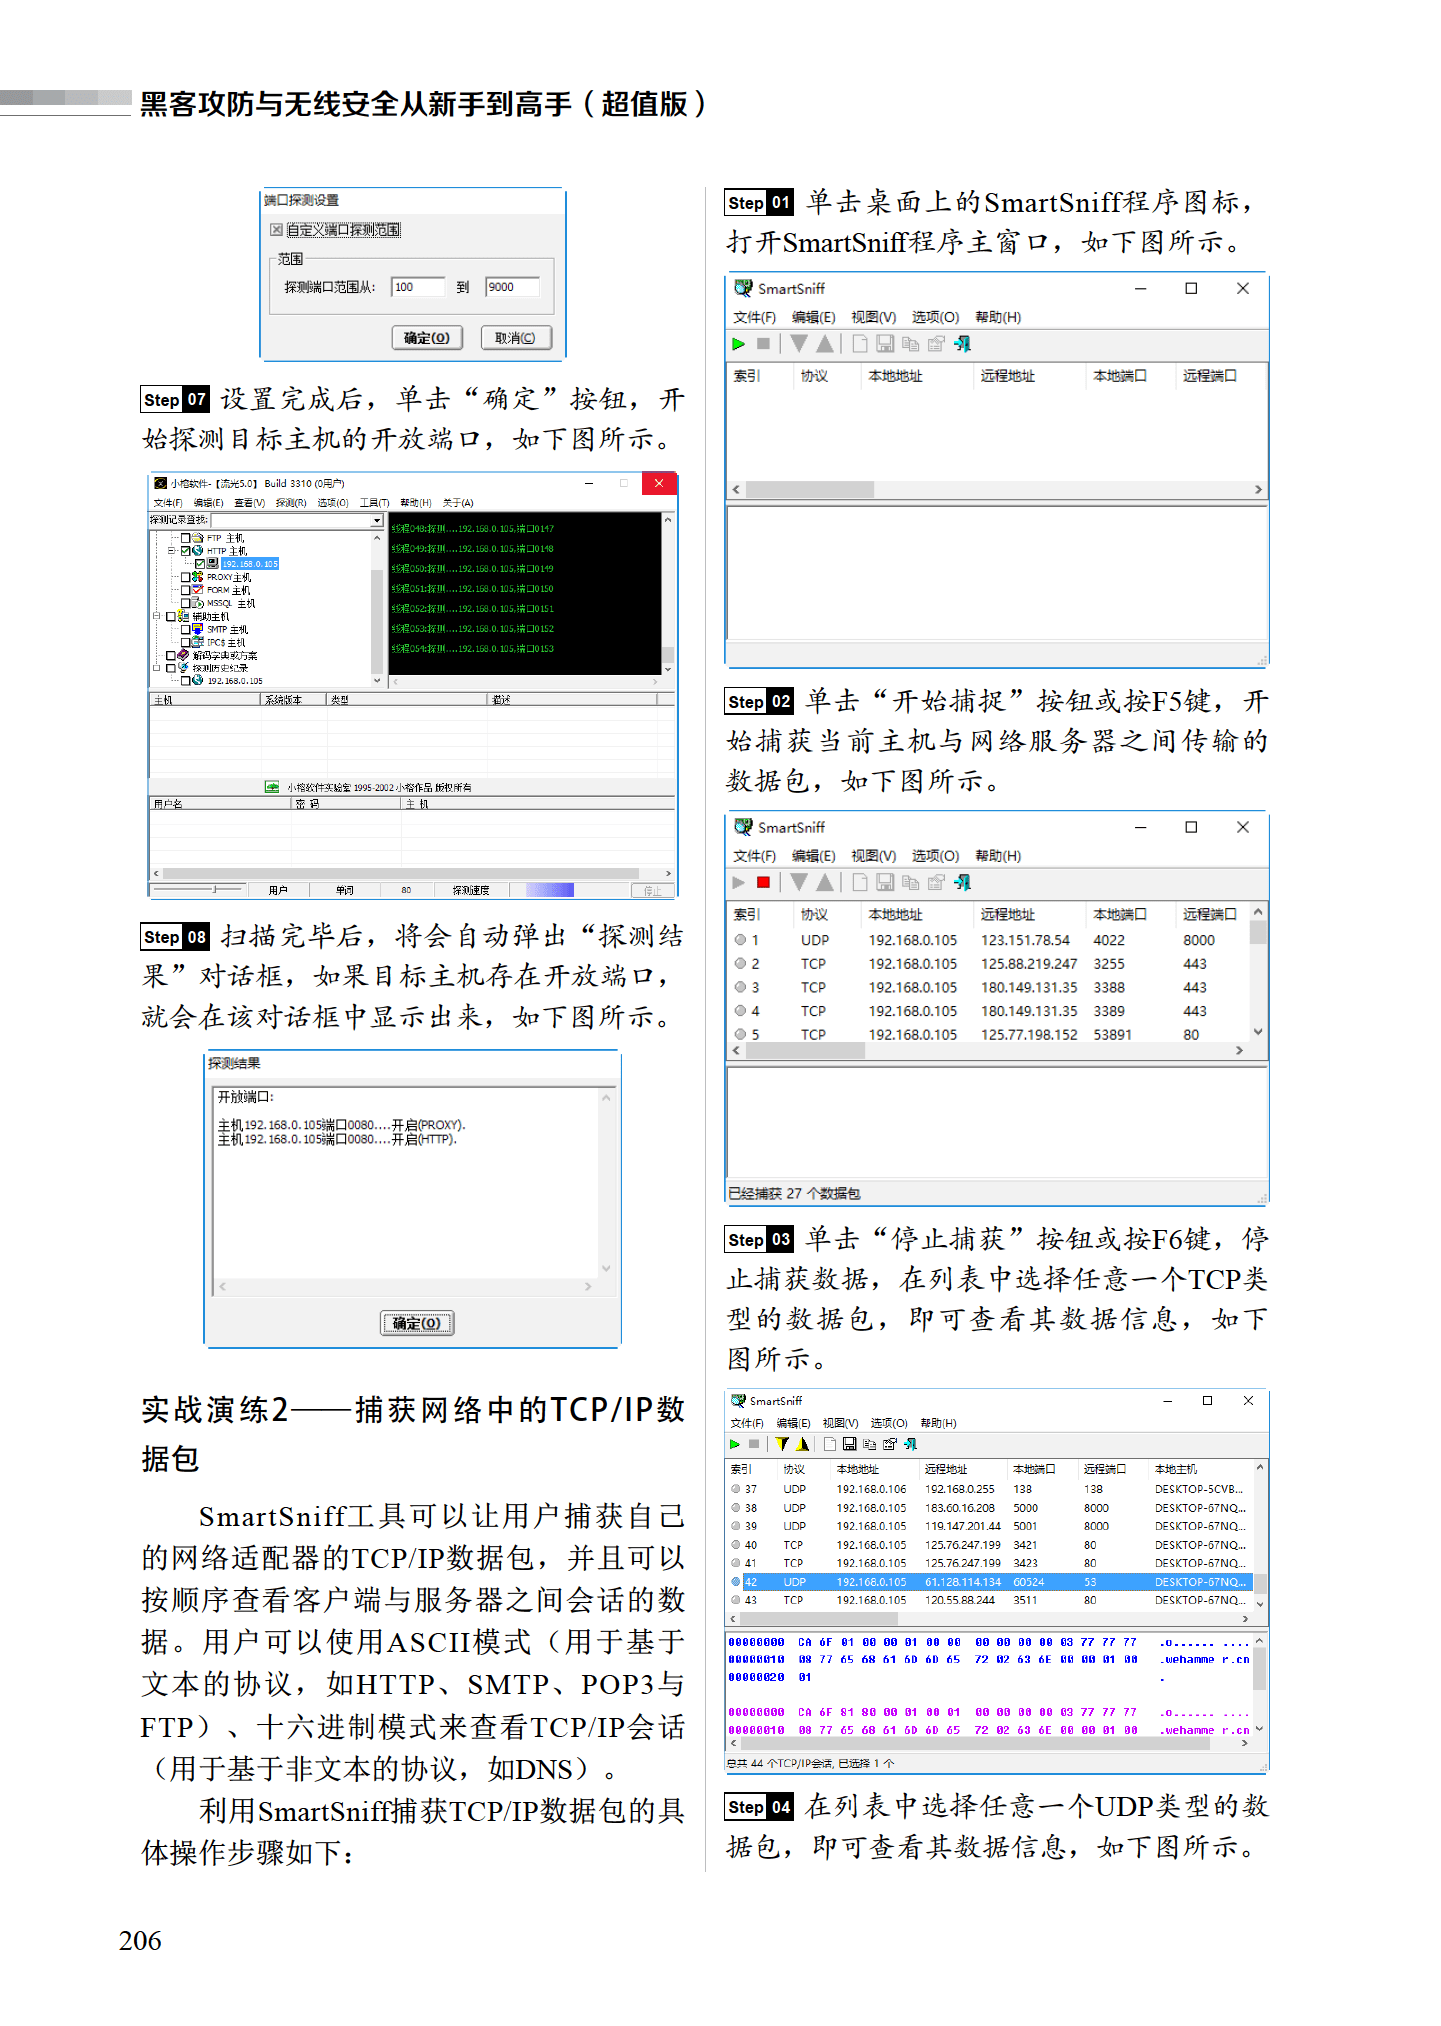 黑客攻防与无线安全从新手到高手（超值版）
端口探测设置
自定义端口探测范围
范围
探测端口范围从: 100 到 9000
确定(O) 取消(C)
Step 07 设置完成后，单击“确定”按钮，开
始探测目标主机的开放端口，如下图所示。
小榕软件-【流光5.0】 Build 3310 (0用户)
文件(F) 编辑(E) 查看(V) 探测(R) 选项(O) 工具(T) 帮助(H) 关于(A)
探测记录查找:
FTP 主机
HTTP 主机
192.168.0.105
PROXY主机
FORM 主机
MSSQL 主机
辅助主机
SMTP 主机
IPC$ 主机
解码字典或方案
探测历史纪录
192.168.0.105
线程048:探测....192.168.0.105,端口0147
线程049:探测....192.168.0.105,端口0148
线程050:探测....192.168.0.105,端口0149
线程051:探测....192.168.0.105,端口0150
线程052:探测....192.168.0.105,端口0151
线程053:探测....192.168.0.105,端口0152
线程054:探测....192.168.0.105,端口0153
主机 系统版本 类型 描述
小榕软件实验室 1995-2002 小榕作品 版权所有
用户名 密 码 主 机
用户 单词 80 探测速度 停止
Step 08 扫描完毕后，将会自动弹出“探测结
果”对话框，如果目标主机存在开放端口，
就会在该对话框中显示出来，如下图所示。
探测结果
开放端口:
主机192.168.0.105端口0080....开启(PROXY).
主机192.168.0.105端口0080....开启(HTTP).
确定(O)
实战演练2——捕获网络中的TCP/IP数
据包
SmartSniff工具可以让用户捕获自己
的网络适配器的TCP/IP数据包，并且可以
按顺序查看客户端与服务器之间会话的数
据。用户可以使用ASCII模式（用于基于
文本的协议，如HTTP、SMTP、POP3与
FTP）、十六进制模式来查看TCP/IP会话
（用于基于非文本的协议，如DNS）。
利用SmartSniff捕获TCP/IP数据包的具
体操作步骤如下：
Step 01 单击桌面上的SmartSniff程序图标，
打开SmartSniff程序主窗口，如下图所示。
SmartSniff
文件(F) 编辑(E) 视图(V) 选项(O) 帮助(H)
索引 协议 本地地址 远程地址 本地端口 远程端口
Step 02 单击“开始捕捉”按钮或按F5键，开
始捕获当前主机与网络服务器之间传输的
数据包，如下图所示。
SmartSniff
文件(F) 编辑(E) 视图(V) 选项(O) 帮助(H)
索引 协议 本地地址 远程地址 本地端口 远程端口
1 UDP 192.168.0.105 123.151.78.54 4022 8000
2 TCP 192.168.0.105 125.88.219.247 3255 443
3 TCP 192.168.0.105 180.149.131.35 3388 443
4 TCP 192.168.0.105 180.149.131.35 3389 443
5 TCP 192.168.0.105 125.77.198.152 53891 80
已经捕获 27 个数据包
Step 03 单击“停止捕获”按钮或按F6键，停
止捕获数据，在列表中选择任意一个TCP类
型的数据包，即可查看其数据信息，如下
图所示。
SmartSniff
文件(F) 编辑(E) 视图(V) 选项(O) 帮助(H)
索引 协议 本地地址 远程地址 本地端口 远程端口 本地主机
37 UDP 192.168.0.106 192.168.0.255 138 138 DESKTOP-5CVB...
38 UDP 192.168.0.105 183.60.16.208 5000 8000 DESKTOP-67NQ...
39 UDP 192.168.0.105 119.147.201.44 5001 8000 DESKTOP-67NQ...
40 TCP 192.168.0.105 125.76.247.199 3421 80 DESKTOP-67NQ...
41 TCP 192.168.0.105 125.76.247.199 3423 80 DESKTOP-67NQ...
42 UDP 192.168.0.105 61.128.114.134 60524 53 DESKTOP-67NQ...
43 TCP 192.168.0.105 120.55.88.244 3511 80 DESKTOP-67NQ...
00000000 CA 6F 01 00 00 01 00 00 00 00 00 00 03 77 77 77 .o...... ....
00000010 08 77 65 68 61 6D 6D 65 72 02 63 6E 00 00 01 00 .wehamme r.cn
00000020 01 .
00000000 CA 6F 81 80 00 01 00 01 00 00 00 00 03 77 77 77 .o...... ....
00000010 08 77 65 68 61 6D 6D 65 72 02 63 6E 00 00 01 00 .wehamme r.cn
总共 44 个TCP/IP会话, 已选择 1 个
Step 04 在列表中选择任意一个UDP类型的数
据包，即可查看其数据信息，如下图所示。
206